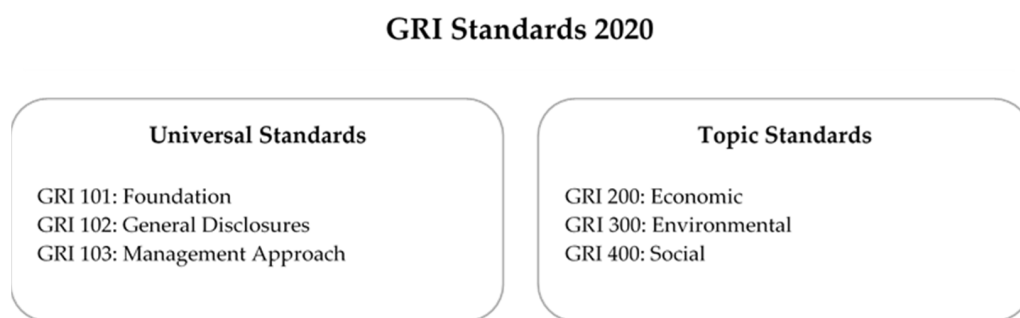 GRI Standards 2020
Universal Standards
GRI 101: Foundation
GRI 102: General Disclosures
GRI 103: Management Approach
Topic Standards
GRI 200: Economic
GRI 300: Environmental
GRI 400: Social